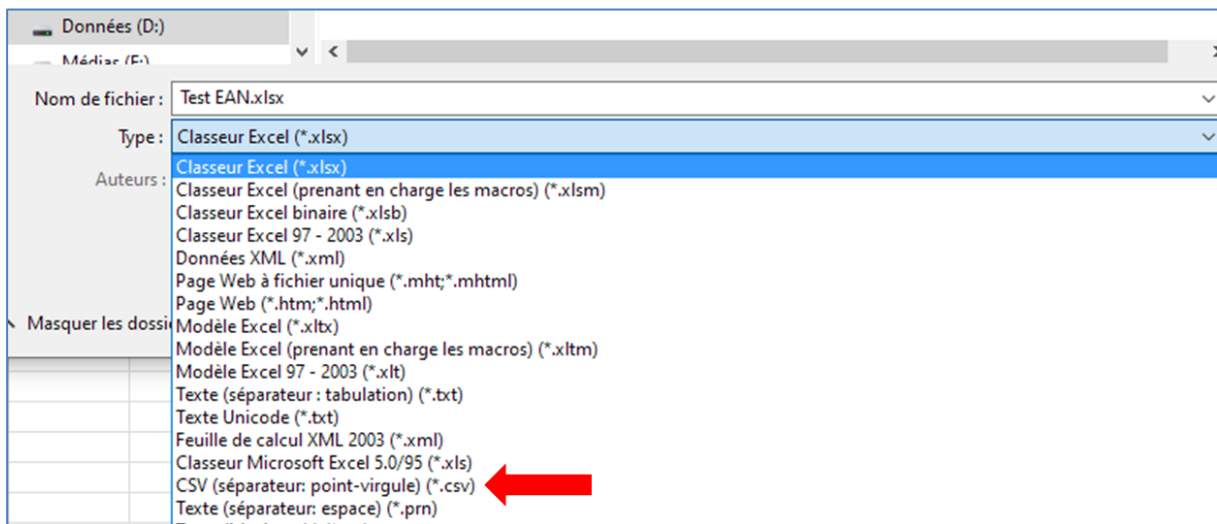 Données (D:)
Médias (F:)
Nom de fichier : Test EAN.xlsx
Type : Classeur Excel (*.xlsx)
Auteurs :
Classeur Excel (*.xlsx)
Classeur Excel (prenant en charge les macros) (*.xlsm)
Classeur Excel binaire (*.xlsb)
Classeur Excel 97 - 2003 (*.xls)
Données XML (*.xml)
Page Web à fichier unique (*.mht;*.mhtml)
Page Web (*.htm;*.html)
Masquer les dossi
Modèle Excel (*.xltx)
Modèle Excel (prenant en charge les macros) (*.xltm)
Modèle Excel 97 - 2003 (*.xlt)
Texte (séparateur : tabulation) (*.txt)
Texte Unicode (*.txt)
Feuille de calcul XML 2003 (*.xml)
Classeur Microsoft Excel 5.0/95 (*.xls)
CSV (séparateur: point-virgule) (*.csv)
Texte (séparateur: espace) (*.prn)